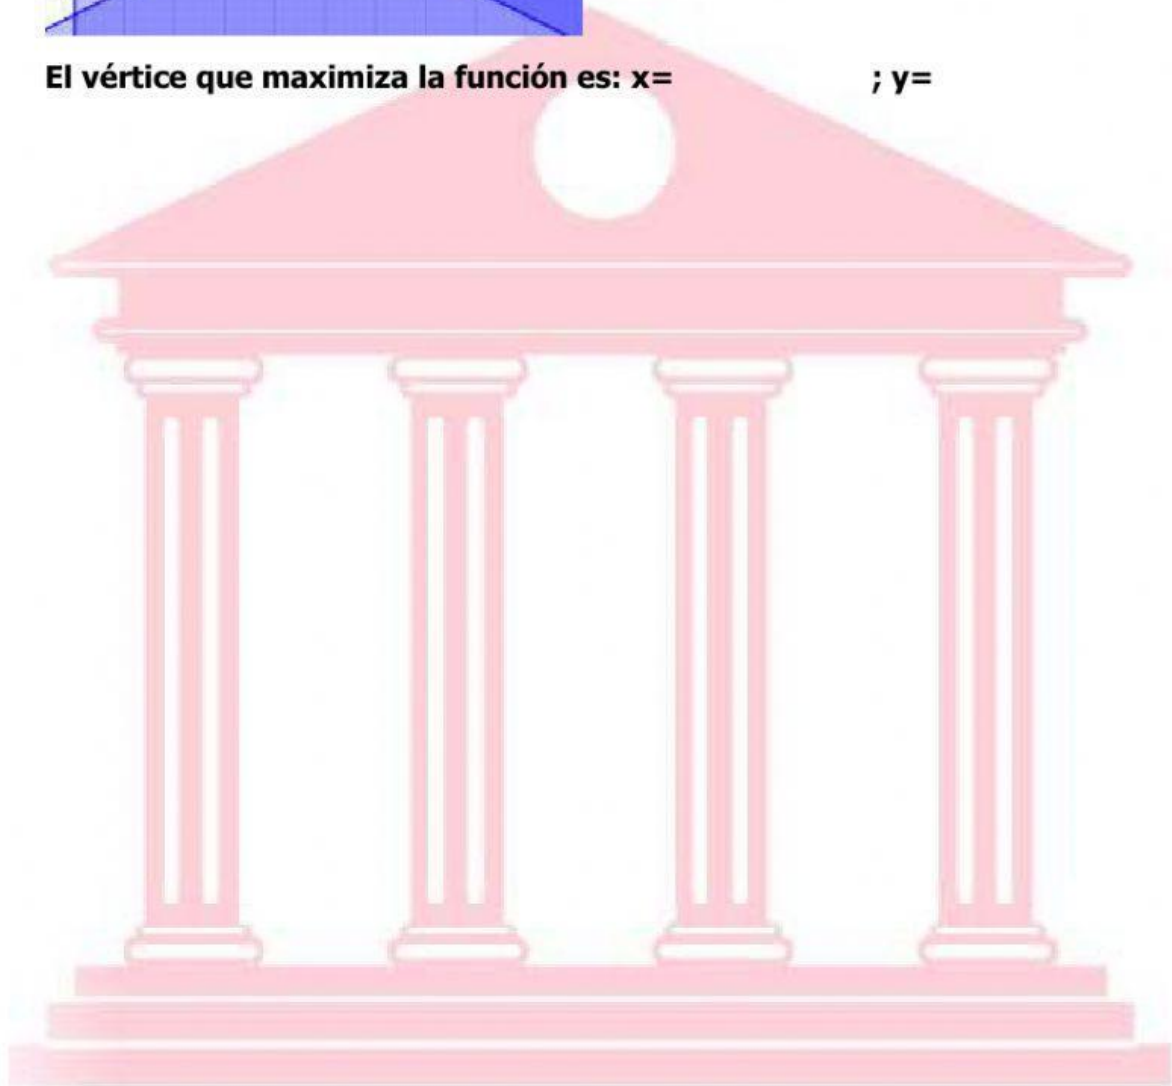 El vértice que maximiza la función es: x= ; y=